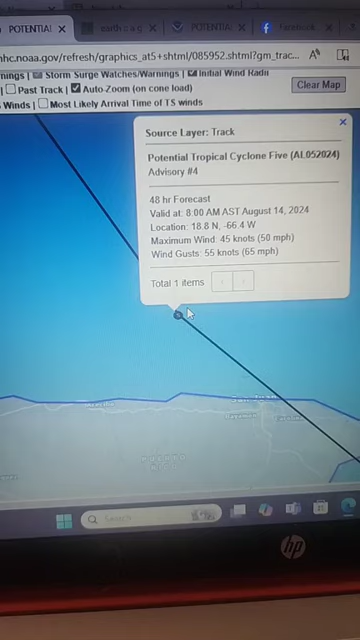 POTENTIAL
earth
POTENTIA
Facebook
nhc.noaa.gov/refresh/graphics_at5+shtml/085952.shtml?gm_trac...
nings | Storm Surge Watches/Warnings | Initial Wind Radii
| Past Track | Auto-Zoom (on cone load)
Clear Map
Winds | Most Likely Arrival Time of TS winds
Source Layer: Track
Potential Tropical Cyclone Five (AL052024)
Advisory #4
48 hr Forecast
Valid at: 8:00 AM AST August 14, 2024
Location: 18.8 N, -66.4 W
Maximum Wind: 45 knots (50 mph)
Wind Gusts: 55 knots (65 mph)
Total 1 items
Search
hp